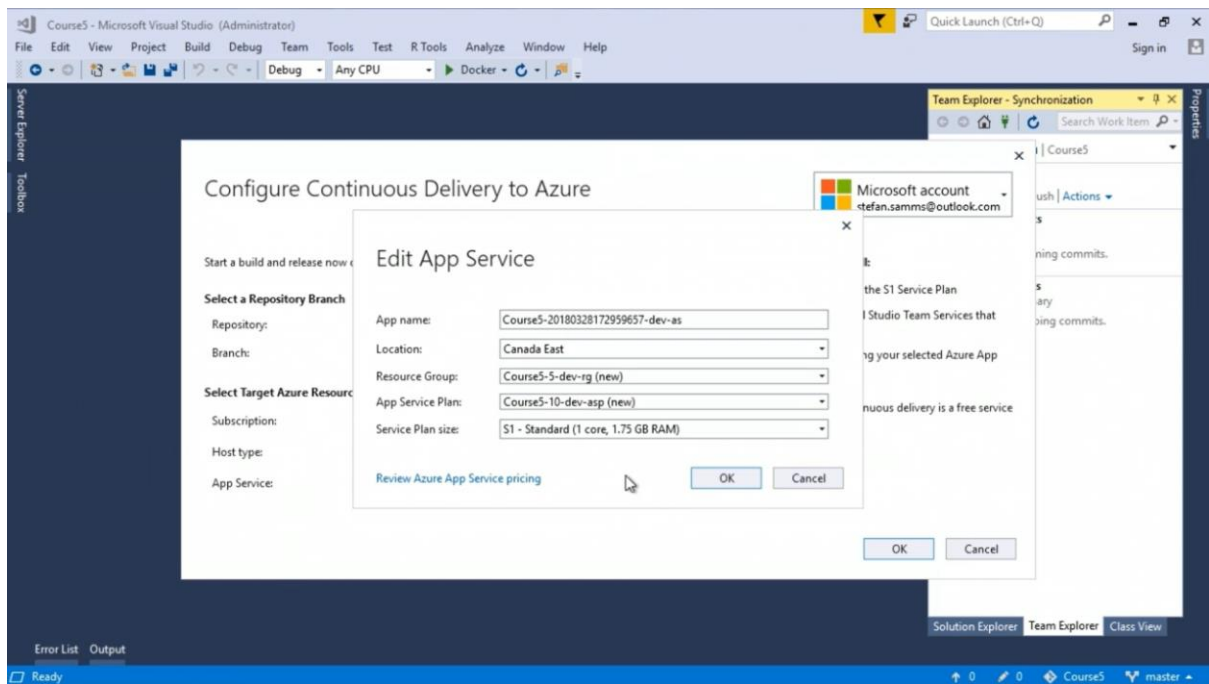 Course5 - Microsoft Visual Studio (Administrator)
Quick Launch (Ctrl+Q)
File Edit View Project Build Debug Team Tools Test R Tools Analyze Window Help
Sign in
Debug Any CPU Docker
Server Explorer
Toolbox
Team Explorer - Synchronization
Search Work Item
Properties
| Course5
Configure Continuous Delivery to Azure
Microsoft account
stefan.samms@outlook.com
ush | Actions
Start a build and release now
ning commits.
Select a Repository Branch
Repository:
Branch:
Select Target Azure Resourc
Subscription:
Host type:
App Service:
the S1 Service Plan
l Studio Team Services that
ng your selected Azure App
nuous delivery is a free service
ary
oing commits.
Edit App Service
App name: Course5-20180328172959657-dev-as
Location: Canada East
Resource Group: Course5-5-dev-rg (new)
App Service Plan: Course5-10-dev-asp (new)
Service Plan size: S1 - Standard (1 core, 1.75 GB RAM)
Review Azure App Service pricing
OK Cancel
OK Cancel
Solution Explorer Team Explorer Class View
Error List Output
Ready
0 0 Course5 master